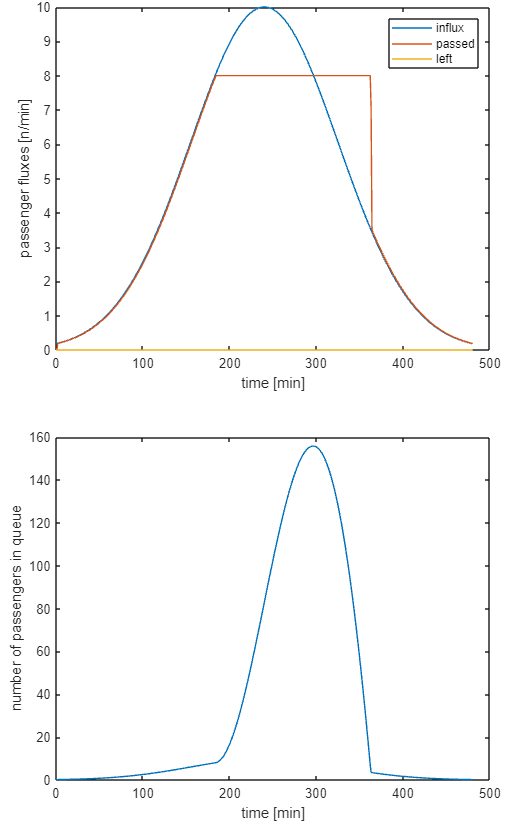 10
9
8
7
6
5
4
3
2
1
0
passenger fluxes [n/min]
influx
passed
left
0 100 200 300 400 500
time [min]
160
140
120
100
80
60
40
20
0
number of passengers in queue
0 100 200 300 400 500
time [min]